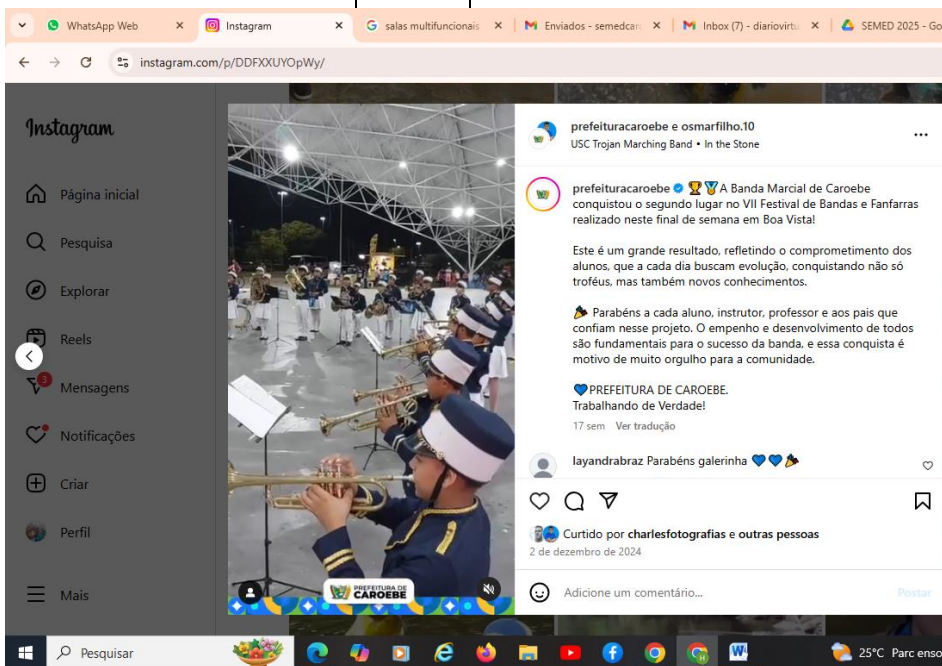 WhatsApp Web
Instagram
salas multifuncionais
Enviados - semedcar
Inbox (7) - diariovirtu
SEMED 2025 - Go
instagram.com/p/DDFXXUYOpWy/
Instagram
Página inicial
Pesquisa
Explorar
Reels
3
Mensagens
Notificações
Criar
Perfil
Mais
PREFEITURA DE
CAROEBE
prefeituracaroebe e osmarfilho.10
USC Trojan Marching Band • In the Stone
prefeituracaroebe 🏆🏅A Banda Marcial de Caroebe
conquistou o segundo lugar no VII Festival de Bandas e Fanfarras
realizado neste final de semana em Boa Vista!
Este é um grande resultado, refletindo o comprometimento dos
alunos, que a cada dia buscam evolução, conquistando não só
troféus, mas também novos conhecimentos.
🎉 Parabéns a cada aluno, instrutor, professor e aos pais que
confiam nesse projeto. O empenho e desenvolvimento de todos
são fundamentais para o sucesso da banda, e essa conquista é
motivo de muito orgulho para a comunidade.
💙PREFEITURA DE CAROEBE.
Trabalhando de Verdade!
17 sem Ver tradução
layandrabraz Parabéns galerinha 💙💙🎉
Curtido por charlesfotografias e outras pessoas
2 de dezembro de 2024
Adicione um comentário...
Postar
Pesquisar
25°C Parc enso